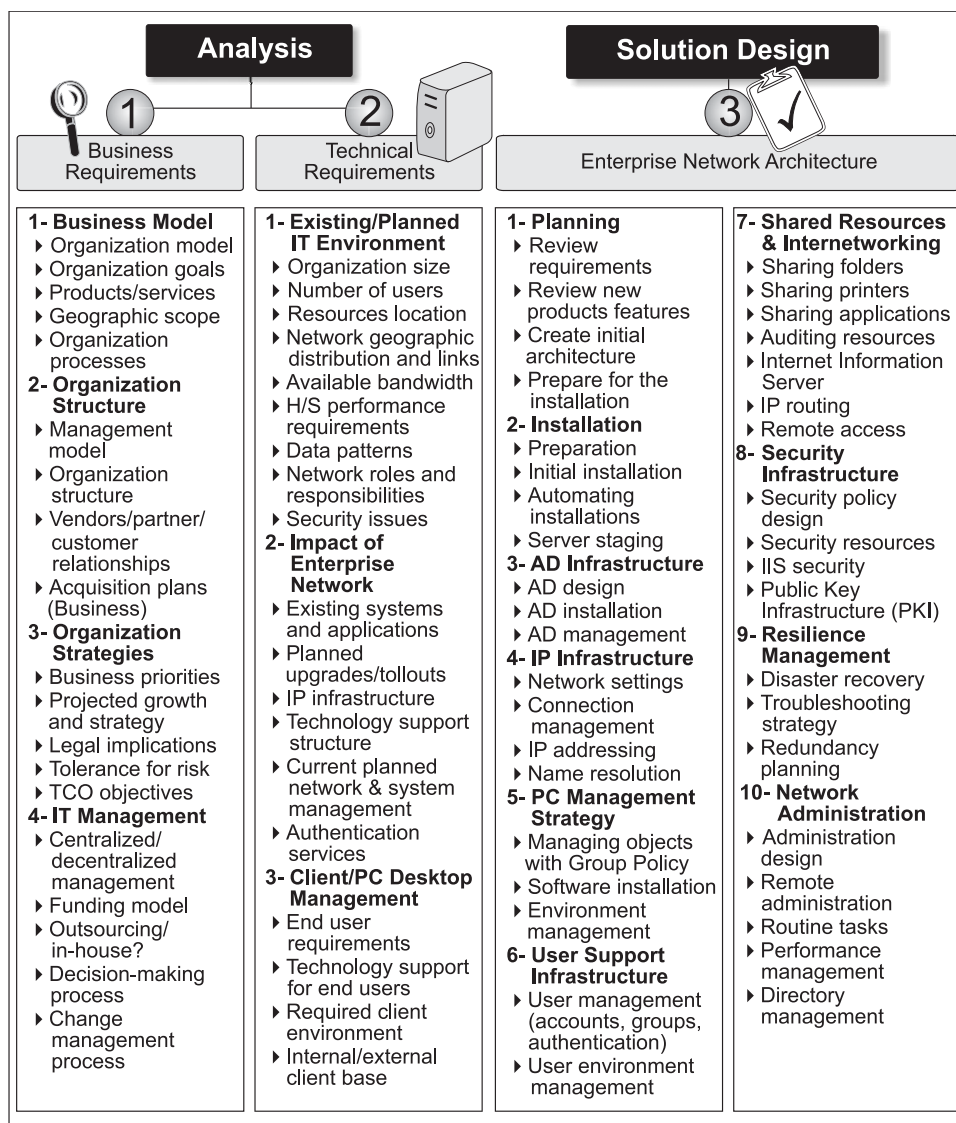 Analysis
Solution Design
1
2
3
Business
Requirements
Technical
Requirements
Enterprise Network Architecture
1- Business Model
Organization model
Organization goals
Products/services
Geographic scope
Organization
processes
2- Organization
Structure
Management
model
Organization
structure
Vendors/partner/
customer
relationships
Acquisition plans
(Business)
3- Organization
Strategies
Business priorities
Projected growth
and strategy
Legal implications
Tolerance for risk
TCO objectives
4- IT Management
Centralized/
decentralized
management
Funding model
Outsourcing/
in-house?
Decision-making
process
Change
management
process
1- Existing/Planned
IT Environment
Organization size
Number of users
Resources location
Network geographic
distribution and links
Available bandwidth
H/S performance
requirements
Data patterns
Network roles and
responsibilities
Security issues
2- Impact of
Enterprise
Network
Existing systems
and applications
Planned
upgrades/tollouts
IP infrastructure
Technology support
structure
Current planned
network & system
management
Authentication
services
3- Client/PC Desktop
Management
End user
requirements
Technology support
for end users
Required client
environment
Internal/external
client base
1- Planning
Review
requirements
Review new
products features
Create initial
architecture
Prepare for the
installation
2- Installation
Preparation
Initial installation
Automating
installations
Server staging
3- AD Infrastructure
AD design
AD installation
AD management
4- IP Infrastructure
Network settings
Connection
management
IP addressing
Name resolution
5- PC Management
Strategy
Managing objects
with Group Policy
Software installation
Environment
management
6- User Support
Infrastructure
User management
(accounts, groups,
authentication)
User environment
management
7- Shared Resources
& Internetworking
Sharing folders
Sharing printers
Sharing applications
Auditing resources
Internet Information
Server
IP routing
Remote access
8- Security
Infrastructure
Security policy
design
Security resources
IIS security
Public Key
Infrastructure (PKI)
9- Resilience
Management
Disaster recovery
Troubleshooting
strategy
Redundancy
planning
10- Network
Administration
Administration
design
Remote
administration
Routine tasks
Performance
management
Directory
management